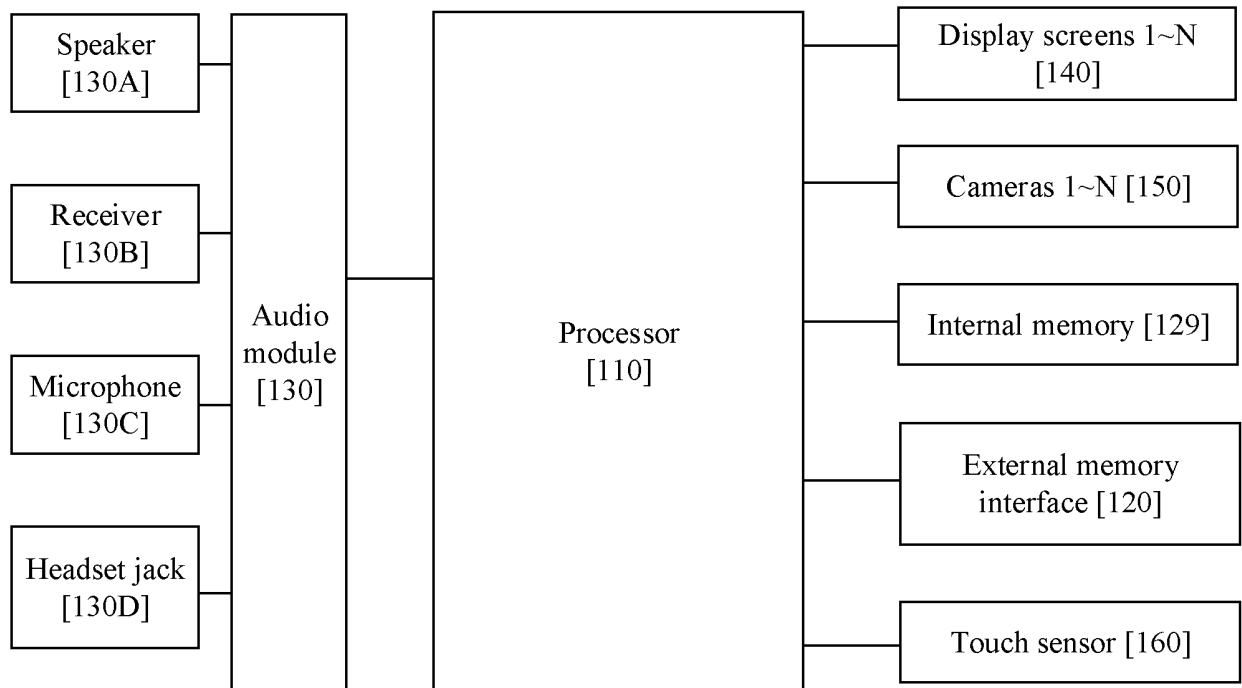 Speaker
[130A]
Receiver
[130B]
Microphone
[130C]
Headset jack
[130D]
Audio
module
[130]
Processor
[110]
Display screens 1~N
[140]
Cameras 1~N [150]
Internal memory [129]
External memory
interface [120]
Touch sensor [160]